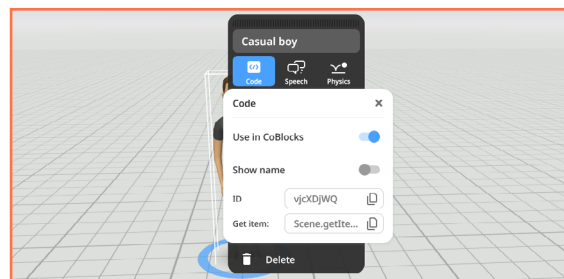 Casual boy
Code Speech Physics
Code
Use in CoBlocks
Show name
ID vjcXDjWQ
Get item: Scene.getIte...
Delete